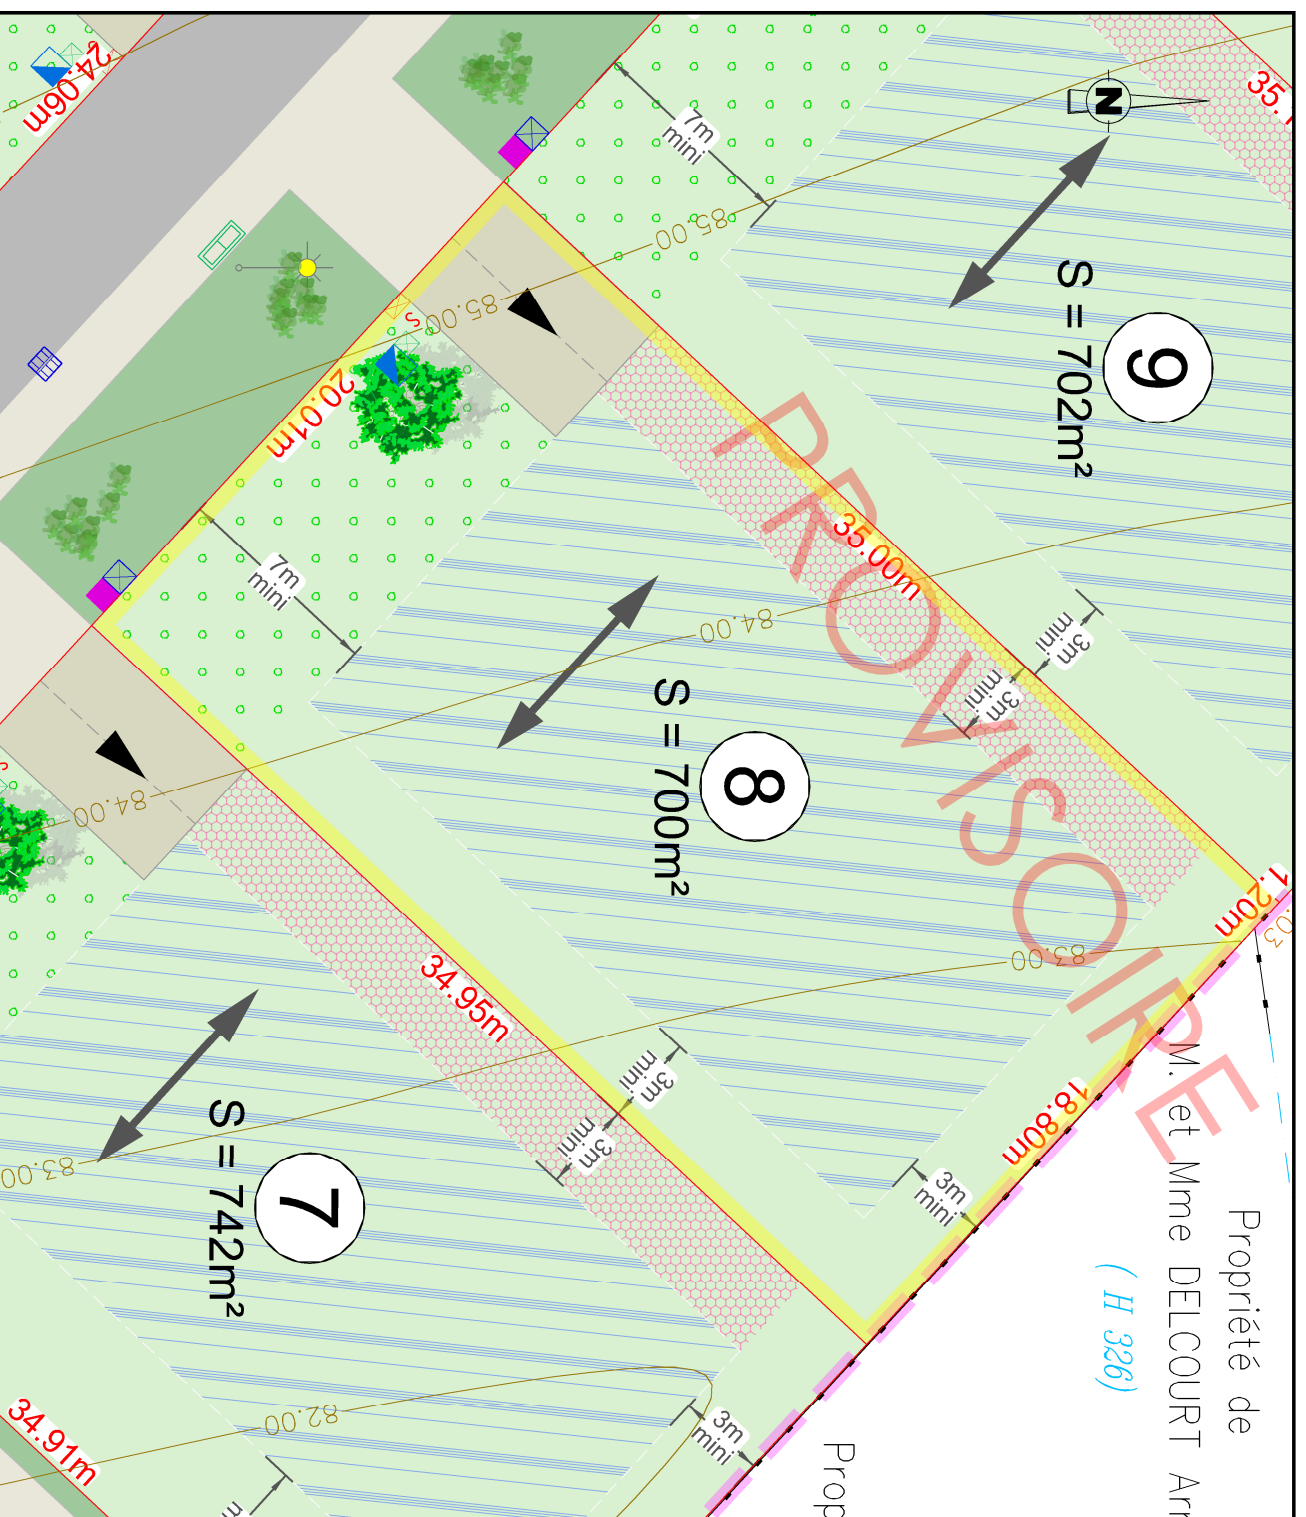 24.06m
S
35.1
N
7m
mini
85.00
9
S = 702m²
85.00
S
20.01m
PROVISOIRE
35.00m
7m
mini
84.00
3m
mini
3m
mini
8
S = 700m²
84.00
1.20m
83.00
34.95m
3m
mini
3m
mini
18.80m
3m
mini
Propriété de
M. et Mme DELCOURT Arr
( H 326)
83.00
7
S = 742m²
82.00
3m
mini
34.91m
Prop